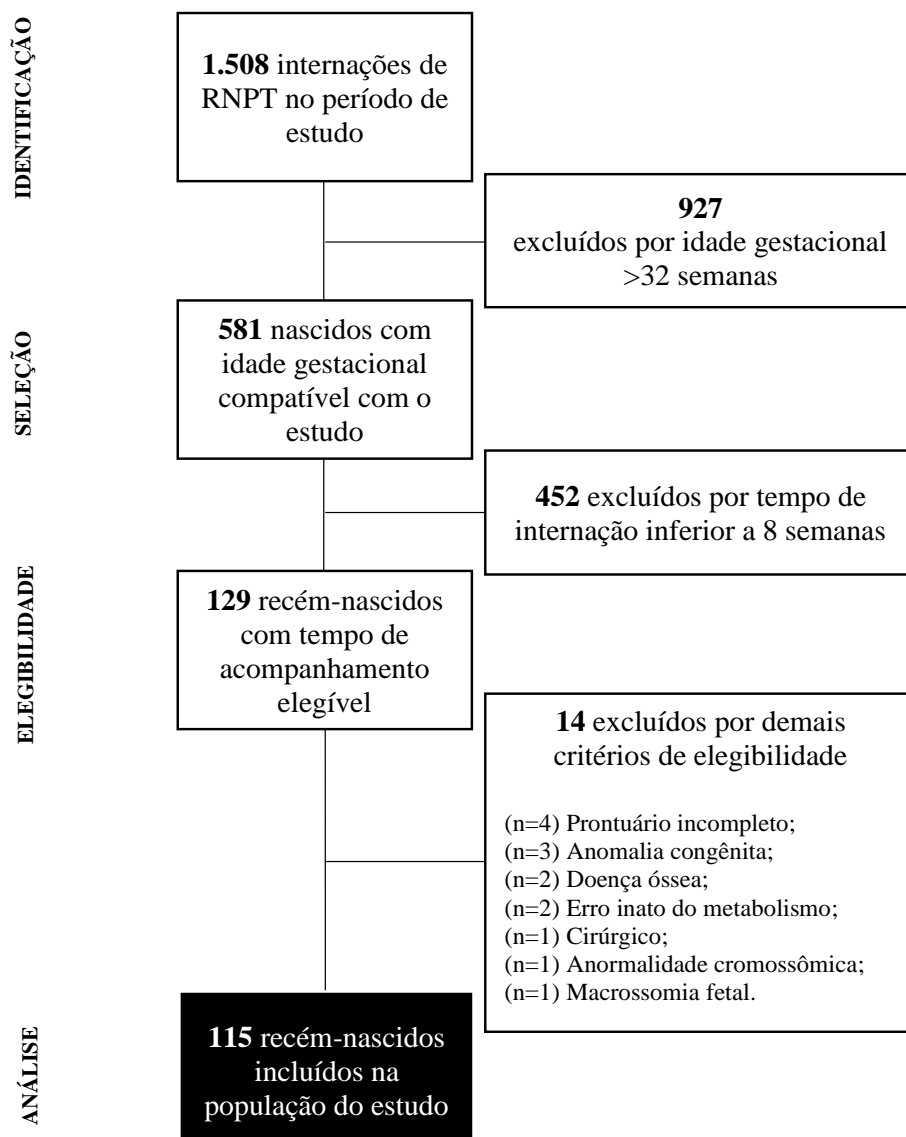 IDENTIFICAÇÃO
1.508 internações de
RNPT no período de
estudo
927
excluídos por idade gestacional
>32 semanas
SELEÇÃO
581 nascidos com
idade gestacional
compatível com o
estudo
452 excluídos por tempo de
internação inferior a 8 semanas
ELEGIBILIDADE
129 recém-nascidos
com tempo de
acompanhamento
elegível
14 excluídos por demais
critérios de elegibilidade
(n=4) Prontuário incompleto;
(n=3) Anomalia congênita;
(n=2) Doença óssea;
(n=2) Erro inato do metabolismo;
(n=1) Cirúrgico;
(n=1) Anormalidade cromossômica;
(n=1) Macrossomia fetal.
ANÁLISE
115 recém-nascidos
incluídos na
população do estudo